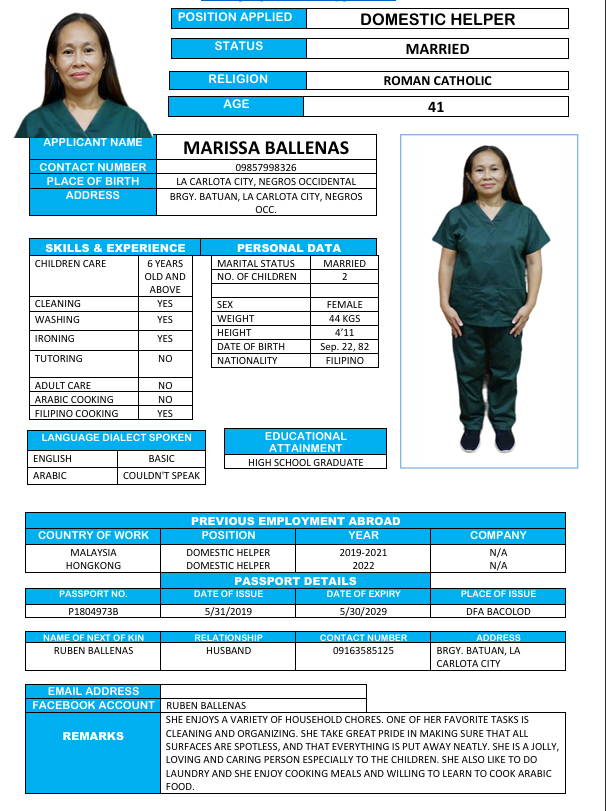 POSITION APPLIED DOMESTIC HELPER
STATUS MARRIED
RELIGION ROMAN CATHOLIC
AGE 41
APPLICANT NAME MARISSA BALLENAS
CONTACT NUMBER 09857998326
PLACE OF BIRTH LA CARLOTA CITY, NEGROS OCCIDENTAL
ADDRESS BRGY. BATUAN, LA CARLOTA CITY, NEGROS
OCC.
SKILLS & EXPERIENCE
CHILDREN CARE 6 YEARS
OLD AND
ABOVE
CLEANING YES
WASHING YES
IRONING YES
TUTORING NO
ADULT CARE NO
ARABIC COOKING NO
FILIPINO COOKING YES
PERSONAL DATA
MARITAL STATUS MARRIED
NO. OF CHILDREN 2
SEX FEMALE
WEIGHT 44 KGS
HEIGHT 4'11
DATE OF BIRTH Sep. 22, 82
NATIONALITY FILIPINO
LANGUAGE DIALECT SPOKEN
ENGLISH BASIC
ARABIC COULDN'T SPEAK
EDUCATIONAL
ATTAINMENT
HIGH SCHOOL GRADUATE
PREVIOUS EMPLOYMENT ABROAD
COUNTRY OF WORK POSITION YEAR COMPANY
MALAYSIA DOMESTIC HELPER 2019-2021 N/A
HONGKONG DOMESTIC HELPER 2022 N/A
PASSPORT DETAILS
PASSPORT NO. DATE OF ISSUE DATE OF EXPIRY PLACE OF ISSUE
P1804973B 5/31/2019 5/30/2029 DFA BACOLOD
NAME OF NEXT OF KIN RELATIONSHIP CONTACT NUMBER ADDRESS
RUBEN BALLENAS HUSBAND 09163585125 BRGY. BATUAN, LA
CARLOTA CITY
EMAIL ADDRESS
FACEBOOK ACCOUNT RUBEN BALLENAS
REMARKS
SHE ENJOYS A VARIETY OF HOUSEHOLD CHORES. ONE OF HER FAVORITE TASKS IS
CLEANING AND ORGANIZING. SHE TAKE GREAT PRIDE IN MAKING SURE THAT ALL
SURFACES ARE SPOTLESS, AND THAT EVERYTHING IS PUT AWAY NEATLY. SHE IS A JOLLY,
LOVING AND CARING PERSON ESPECIALLY TO THE CHILDREN. SHE ALSO LIKE TO DO
LAUNDRY AND SHE ENJOY COOKING MEALS AND WILLING TO LEARN TO COOK ARABIC
FOOD.